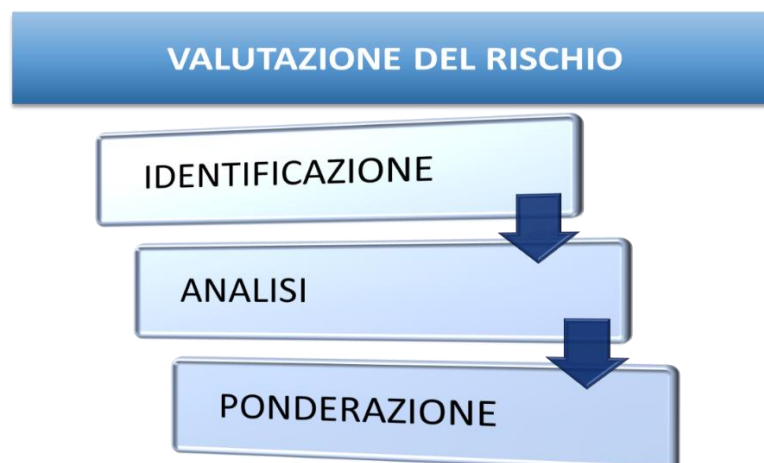 VALUTAZIONE DEL RISCHIO
IDENTIFICAZIONE
ANALISI
PONDERAZIONE